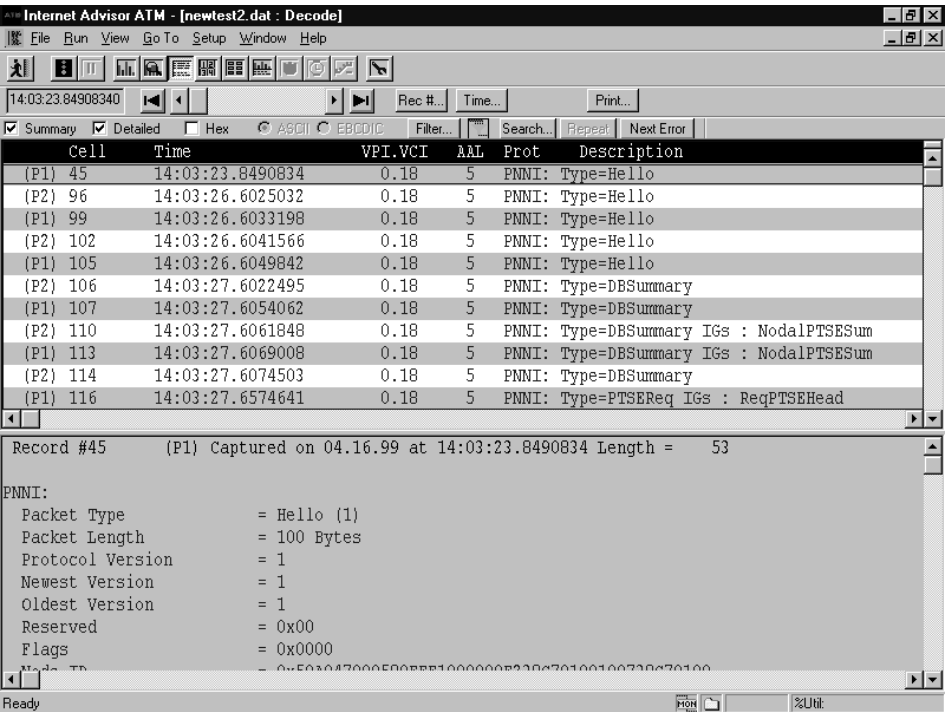 ATM Internet Advisor ATM - [newtest2.dat : Decode]
File Run View Go To Setup Window Help
14:03:23.84908340 Rec #... Time... Print...
Summary Detailed Hex ASCII EBCDIC Filter... Search... Repeat Next Error
Cell Time VPI.VCI AAL Prot Description
(P1) 45 14:03:23.8490834 0.18 5 PNNI: Type=Hello
(P2) 96 14:03:26.6025032 0.18 5 PNNI: Type=Hello
(P1) 99 14:03:26.6033198 0.18 5 PNNI: Type=Hello
(P2) 102 14:03:26.6041566 0.18 5 PNNI: Type=Hello
(P1) 105 14:03:26.6049842 0.18 5 PNNI: Type=Hello
(P2) 106 14:03:27.6022495 0.18 5 PNNI: Type=DBSummary
(P1) 107 14:03:27.6054062 0.18 5 PNNI: Type=DBSummary
(P2) 110 14:03:27.6061848 0.18 5 PNNI: Type=DBSummary IGs : NodalPTSESum
(P1) 113 14:03:27.6069008 0.18 5 PNNI: Type=DBSummary IGs : NodalPTSESum
(P2) 114 14:03:27.6074503 0.18 5 PNNI: Type=DBSummary
(P1) 116 14:03:27.6574641 0.18 5 PNNI: Type=PTSEReq IGs : ReqPTSEHead
Record #45 (P1) Captured on 04.16.99 at 14:03:23.8490834 Length = 53
PNNI:
Packet Type = Hello (1)
Packet Length = 100 Bytes
Protocol Version = 1
Newest Version = 1
Oldest Version = 1
Reserved = 0x00
Flags = 0x0000
Node ID =
Ready MON %Util: